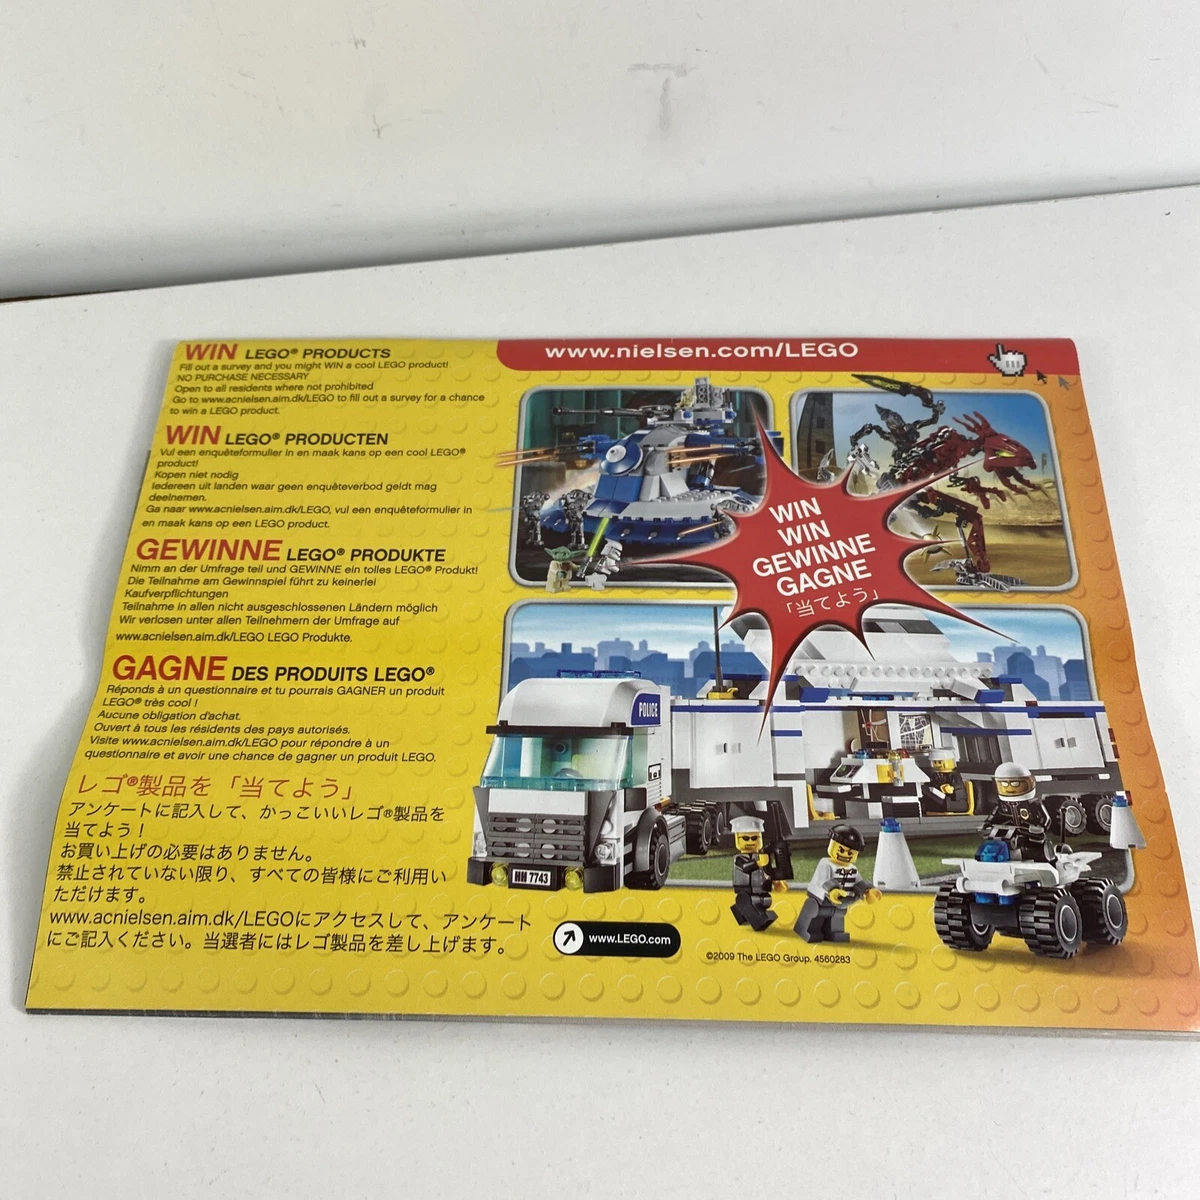 WIN LEGO® PRODUCTS
Fill out a survey and you might WIN a cool LEGO product!
NO PURCHASE NECESSARY
Open to all residents where not prohibited
Go to www.acnielsen.aim.dk/LEGO to fill out a survey for a chance
to win a LEGO product.
WIN LEGO® PRODUCTEN
Vul een enquêteformulier in en maak kans op een cool LEGO®
product!
Kopen niet nodig
Iedereen uit landen waar geen enquêteverbod geldt mag
deelnemen.
Ga naar www.acnielsen.aim.dk/LEGO, vul een enquêteformulier in
en maak kans op een LEGO product.
GEWINNE LEGO® PRODUKTE
Nimm an der Umfrage teil und GEWINNE ein tolles LEGO® Produkt!
Die Teilnahme am Gewinnspiel führt zu keinerlei
Kaufverpflichtungen
Teilnahme in allen nicht ausgeschlossenen Ländern möglich
Wir verlosen unter allen Teilnehmern der Umfrage auf
www.acnielsen.aim.dk/LEGO LEGO Produkte.
GAGNE DES PRODUITS LEGO®
Réponds à un questionnaire et tu pourrais GAGNER un produit
LEGO® très cool !
Aucune obligation d'achat.
Ouvert à tous les résidents des pays autorisés.
Visite www.acnielsen.aim.dk/LEGO pour répondre à un
questionnaire et avoir une chance de gagner un produit LEGO.
レゴ®製品を「当てよう」
アンケートに記入して、かっこいいレゴ®製品を
当てよう！
お買い上げの必要はありません。
禁止されていない限り、すべての皆様にご利用い
ただけます。
www.acnielsen.aim.dk/LEGOにアクセスして、アンケート
にご記入ください。当選者にはレゴ製品を差し上げます。
www.nielsen.com/LEGO
WIN
WIN
GEWINNE
GAGNE
「当てよう」
POLICE
HH 7743
www.LEGO.com
©2009 The LEGO Group. 4560283